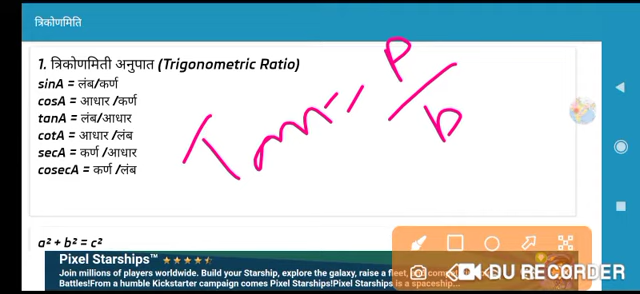 त्रिकोणमिति
1. त्रिकोणमिती अनुपात (Trigonometric Ratio)
sinA = लंब/कर्ण
cosA = आधार /कर्ण
tanA = लंब/आधार
cotA = आधार /लंब
secA = कर्ण /आधार
cosecA = कर्ण /लंब
Tan = P/b
a² + b² = c²
Pixel Starships™
Join millions of players worldwide. Build your Starship, explore the galaxy, raise a fleet,
Battles!From a humble Kickstarter campaign comes Pixel Starships!Pixel Starships is a spaceship...
DU RECORDER